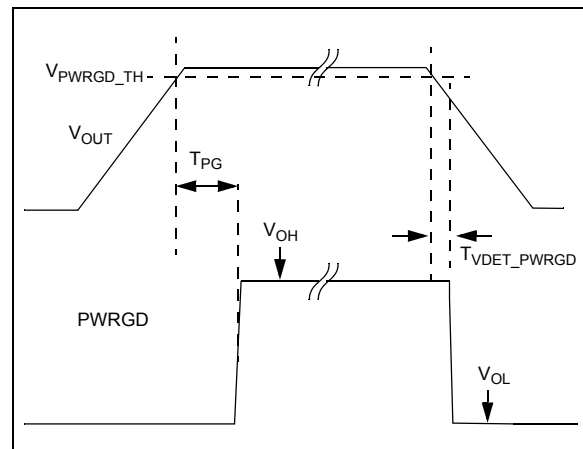 V_PWRGD_TH
V_OUT
T_PG
V_OH
T_VDET_PWRGD
PWRGD
V_OL